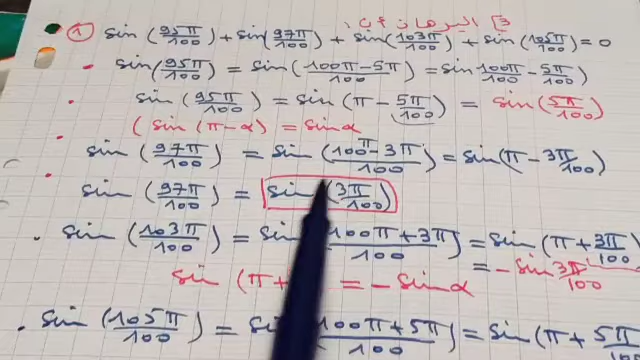 3] البرهان أن:
① sin (95π/100) + sin(97π/100) + sin(103π/100) + sin(105π/100) = 0
sin(95π/100) = sin(100π-5π/100) = sin 100π/100 - 5π/100)
sin (95π/100) = sin (π - 5π/100) = sin(5π/100)
(sin (π-α) = sin α
sin (97π/100) = sin (100π-3π/100) = sin(π - 3π/100)
sin (97π/100) = sin (3π/100)
sin (103π/100) = sin 100π+3π/100) = sin (π + 3π/100
= - sin 3π/100
sin (π+ = - sin α
sin (105π/100) = sin 100π+5π/100) = sin (π + 5π